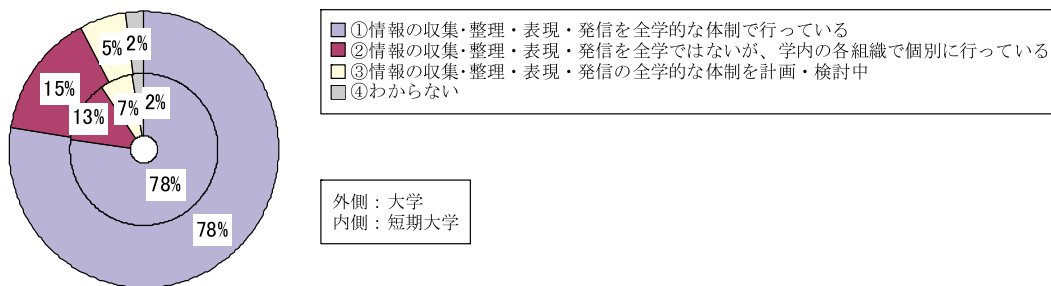 5%
2%
15%
13%
7%
2%
78%
78%
①情報の収集･整理・表現・発信を全学的な体制で行っている
②情報の収集･整理・表現・発信を全学ではないが、学内の各組織で個別に行っている
③情報の収集･整理・表現・発信の全学的な体制を計画・検討中
④わからない
外側：大学
内側：短期大学